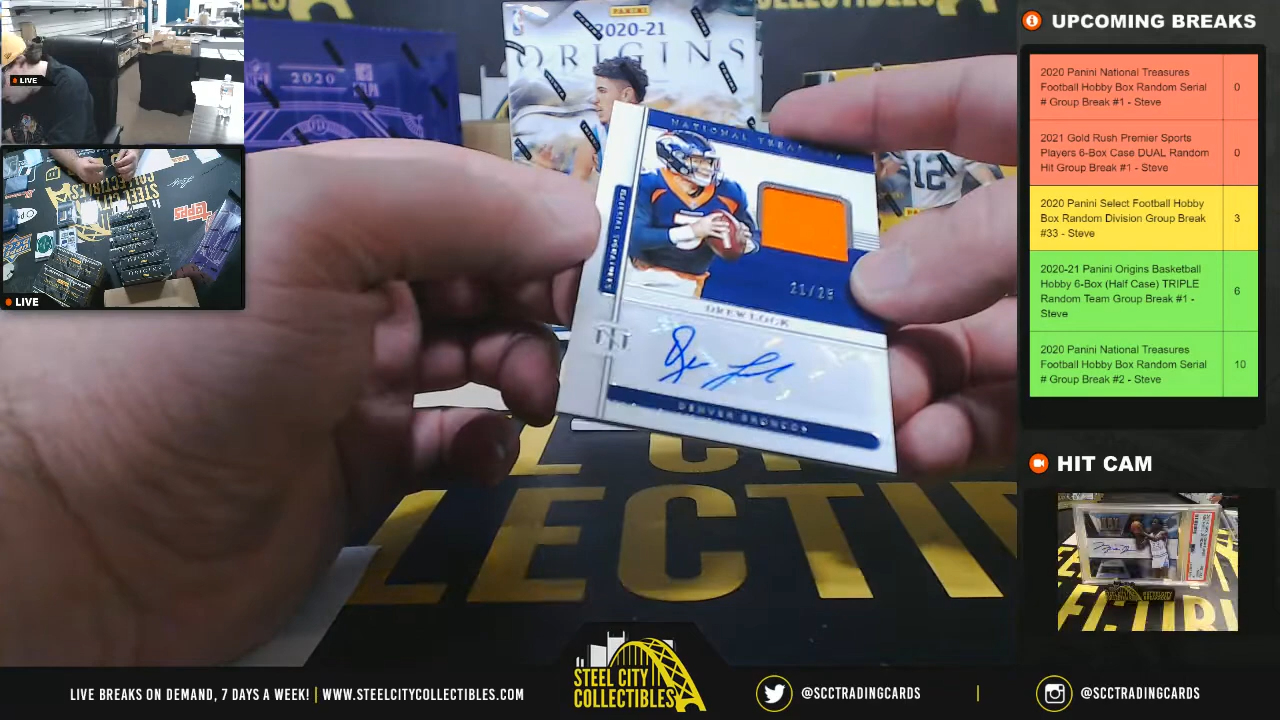 LIVE
LIVE
PANINI
2020-21
ORIGINS
2020
12
NATIONAL TREASURES
21/25
DREW LOCK
DENVER BRONCOS
LECTI
UPCOMING BREAKS
2020 Panini National Treasures
Football Hobby Box Random Serial
# Group Break #1 - Steve
0
2021 Gold Rush Premier Sports
Players 6-Box Case DUAL Random
Hit Group Break #1 - Steve
0
2020 Panini Select Football Hobby
Box Random Division Group Break
#33 - Steve
3
2020-21 Panini Origins Basketball
Hobby 6-Box (Half Case) TRIPLE
Random Team Group Break #1 -
Steve
6
2020 Panini National Treasures
Football Hobby Box Random Serial
# Group Break #2 - Steve
10
HIT CAM
LIVE BREAKS ON DEMAND, 7 DAYS A WEEK! | WWW.STEELCITYCOLLECTIBLES.COM
STEEL CITY
COLLECTIBLES
@SCCTRADINGCARDS
@SCCTRADINGCARDS